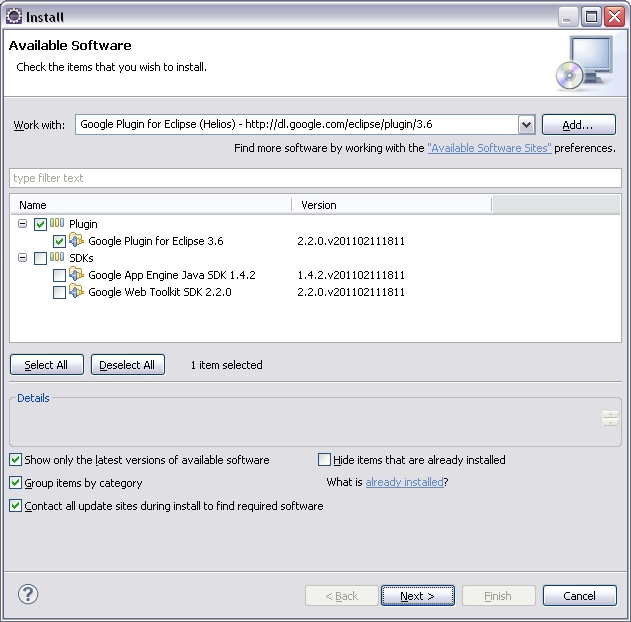 Install
Available Software
Check the items that you wish to install.
Work with: Google Plugin for Eclipse (Helios) - http://dl.google.com/eclipse/plugin/3.6 Add...
Find more software by working with the "Available Software Sites" preferences.
type filter text
Name Version
Plugin
Google Plugin for Eclipse 3.6 2.2.0.v201102111811
SDKs
Google App Engine Java SDK 1.4.2 1.4.2.v201102111811
Google Web Toolkit SDK 2.2.0 2.2.0.v201102111811
Select All Deselect All 1 item selected
Details
Show only the latest versions of available software Hide items that are already installed
Group items by category What is already installed?
Contact all update sites during install to find required software
? < Back Next > Finish Cancel